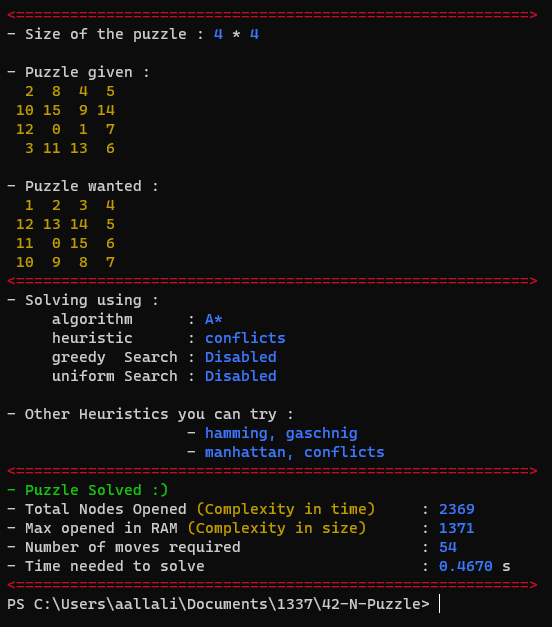 <==========================================================>
- Size of the puzzle : 4 * 4
- Puzzle given :
2 8 4 5
10 15 9 14
12 0 1 7
3 11 13 6
- Puzzle wanted :
1 2 3 4
12 13 14 5
11 0 15 6
10 9 8 7
<==========================================================>
- Solving using :
algorithm : A*
heuristic : conflicts
greedy Search : Disabled
uniform Search : Disabled
- Other Heuristics you can try :
- hamming, gaschnig
- manhattan, conflicts
<==========================================================>
- Puzzle Solved :)
- Total Nodes Opened (Complexity in time) : 2369
- Max opened in RAM (Complexity in size) : 1371
- Number of moves required : 54
- Time needed to solve : 0.4670 s
<==========================================================>
PS C:\Users\aallali\Documents\1337\42-N-Puzzle>